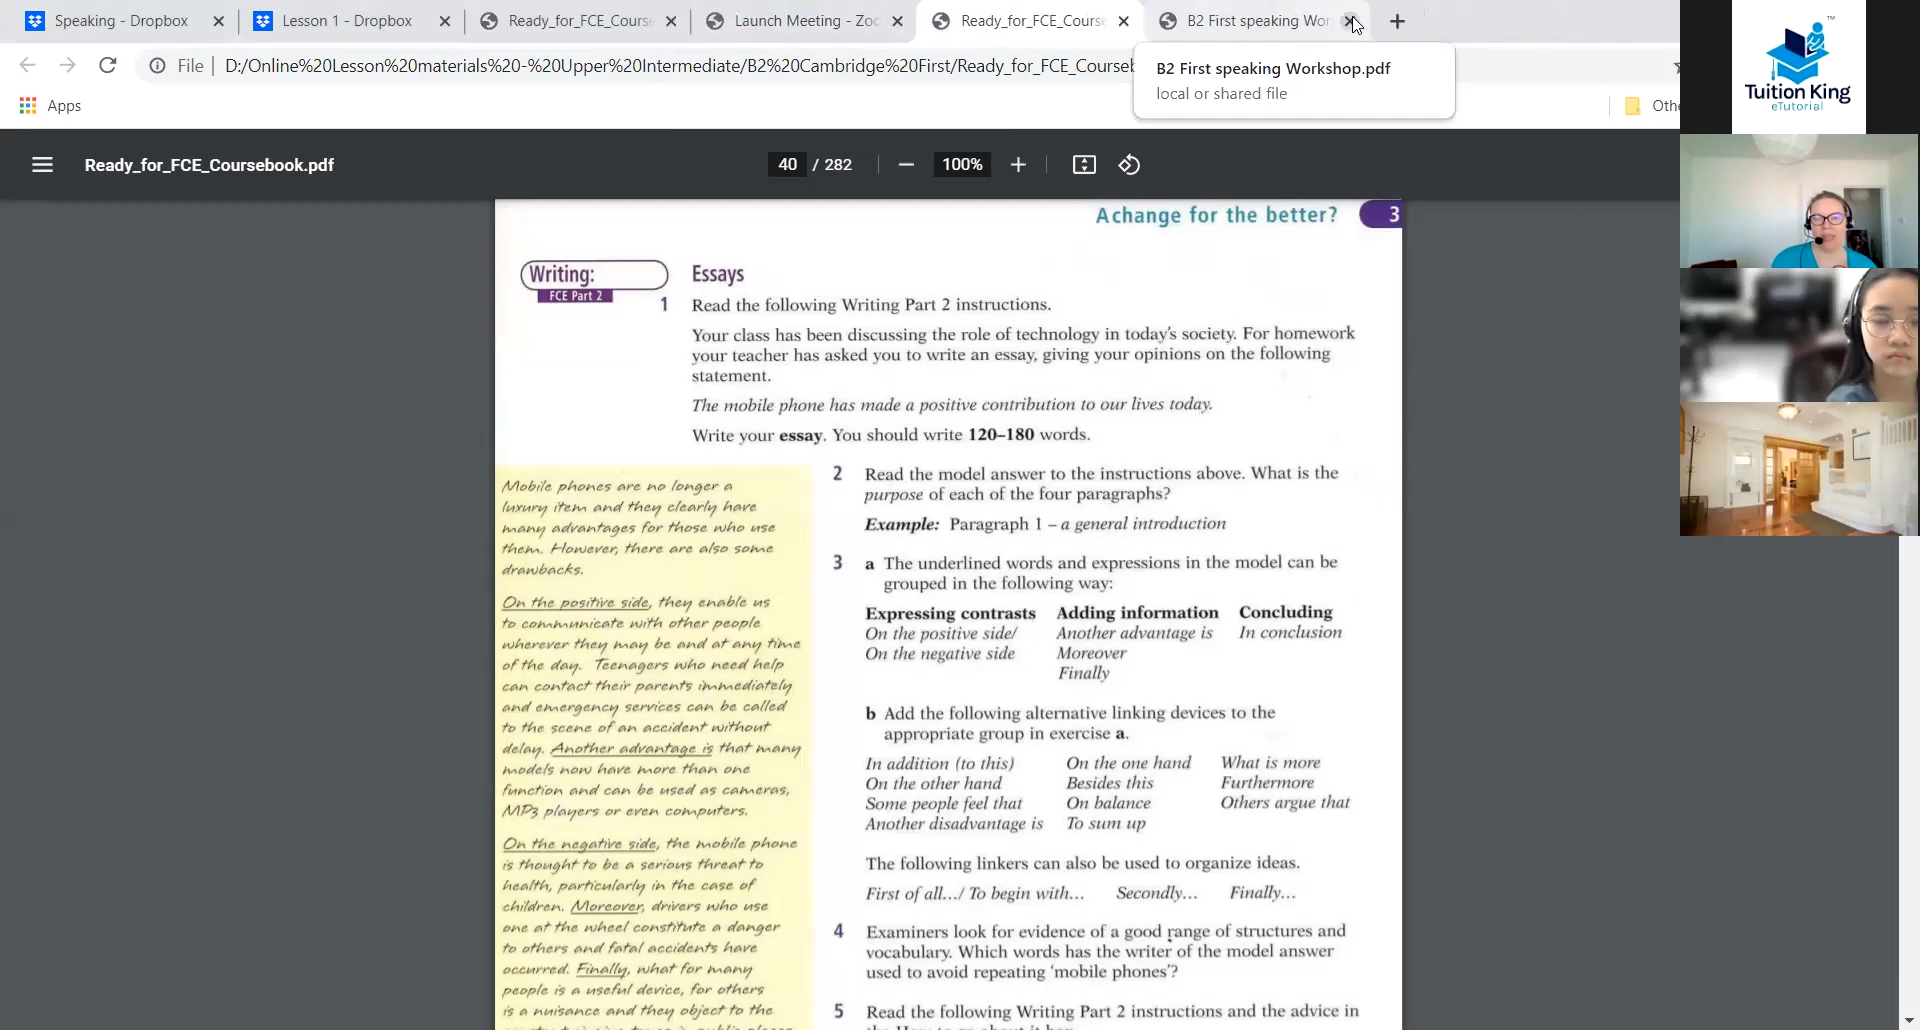 Speaking - Dropbox
Lesson 1 - Dropbox
Ready_for_FCE_Course
Launch Meeting - Zoo
Ready_for_FCE_Course
B2 First speaking Wor
File
D:/Online%20Lesson%20materials%20-%20Upper%20Intermediate/B2%20Cambridge%20First/Ready_for_FCE_Courseb
B2 First speaking Workshop.pdf
local or shared file
Apps
Othe
TM
Tuition King
eTutorial
Ready_for_FCE_Coursebook.pdf
40 / 282
100%
A change for the better? 3
Writing:
FCE Part 2
Essays
1 Read the following Writing Part 2 instructions.
Your class has been discussing the role of technology in today's society. For homework
your teacher has asked you to write an essay, giving your opinions on the following
statement.
The mobile phone has made a positive contribution to our lives today.
Write your essay. You should write 120–180 words.
Mobile phones are no longer a
luxury item and they clearly have
many advantages for those who use
them. However, there are also some
drawbacks.
On the positive side, they enable us
to communicate with other people
wherever they may be and at any time
of the day. Teenagers who need help
can contact their parents immediately
and emergency services can be called
to the scene of an accident without
delay. Another advantage is that many
models now have more than one
function and can be used as cameras,
MP3 players or even computers.
On the negative side, the mobile phone
is thought to be a serious threat to
health, particularly in the case of
children. Moreover, drivers who use
one at the wheel constitute a danger
to others and fatal accidents have
occurred. Finally, what for many
people is a useful device, for others
is a nuisance and they object to the
2 Read the model answer to the instructions above. What is the
purpose of each of the four paragraphs?
Example: Paragraph 1 – a general introduction
3 a The underlined words and expressions in the model can be
grouped in the following way:
Expressing contrasts Adding information Concluding
On the positive side/ Another advantage is In conclusion
On the negative side Moreover
Finally
b Add the following alternative linking devices to the
appropriate group in exercise a.
In addition (to this) On the one hand What is more
On the other hand Besides this Furthermore
Some people feel that On balance Others argue that
Another disadvantage is To sum up
The following linkers can also be used to organize ideas.
First of all.../ To begin with... Secondly... Finally...
4 Examiners look for evidence of a good range of structures and
vocabulary. Which words has the writer of the model answer
used to avoid repeating 'mobile phones'?
5 Read the following Writing Part 2 instructions and the advice in